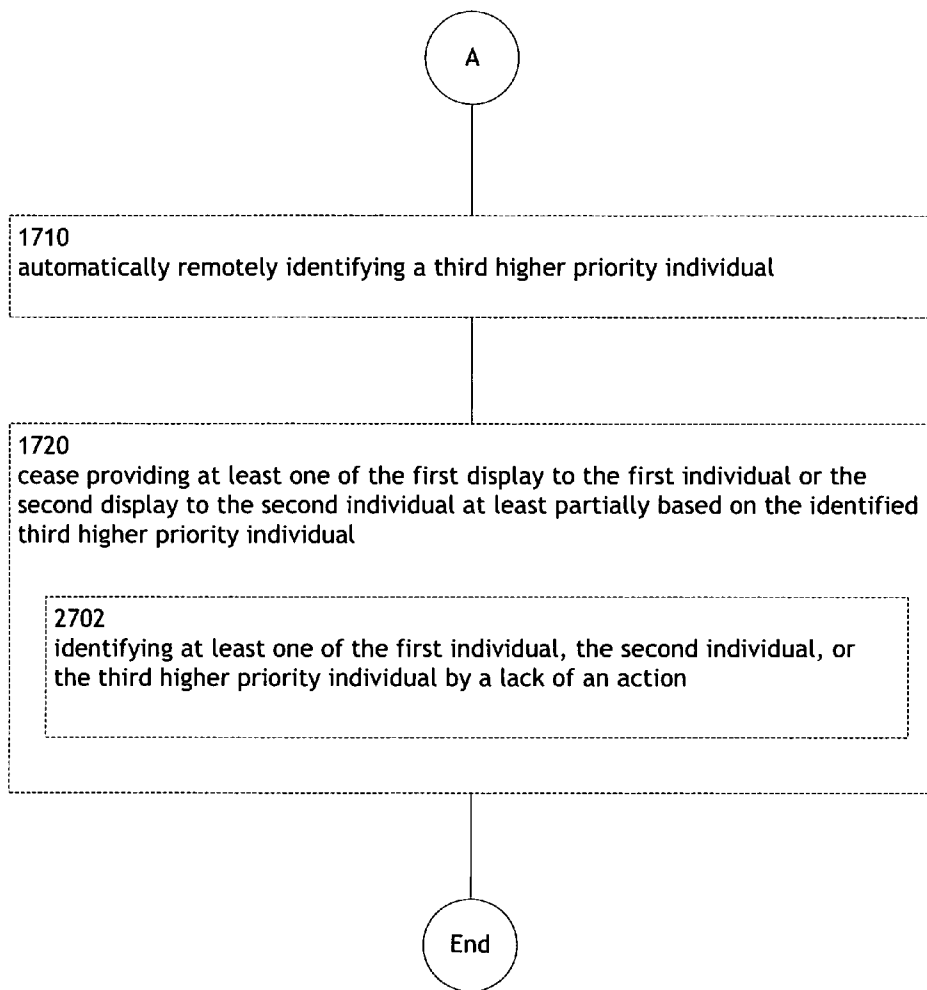 A
1710
automatically remotely identifying a third higher priority individual
1720
cease providing at least one of the first display to the first individual or the
second display to the second individual at least partially based on the identified
third higher priority individual
2702
identifying at least one of the first individual, the second individual, or
the third higher priority individual by a lack of an action
End